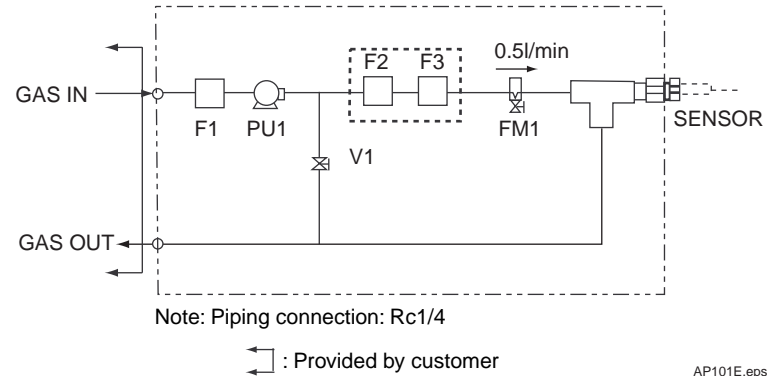 0.5l/min
F2 F3
GAS IN
F1 PU1 FM1 SENSOR
V1
GAS OUT
Note: Piping connection: Rc1/4
: Provided by customer
AP101E.eps